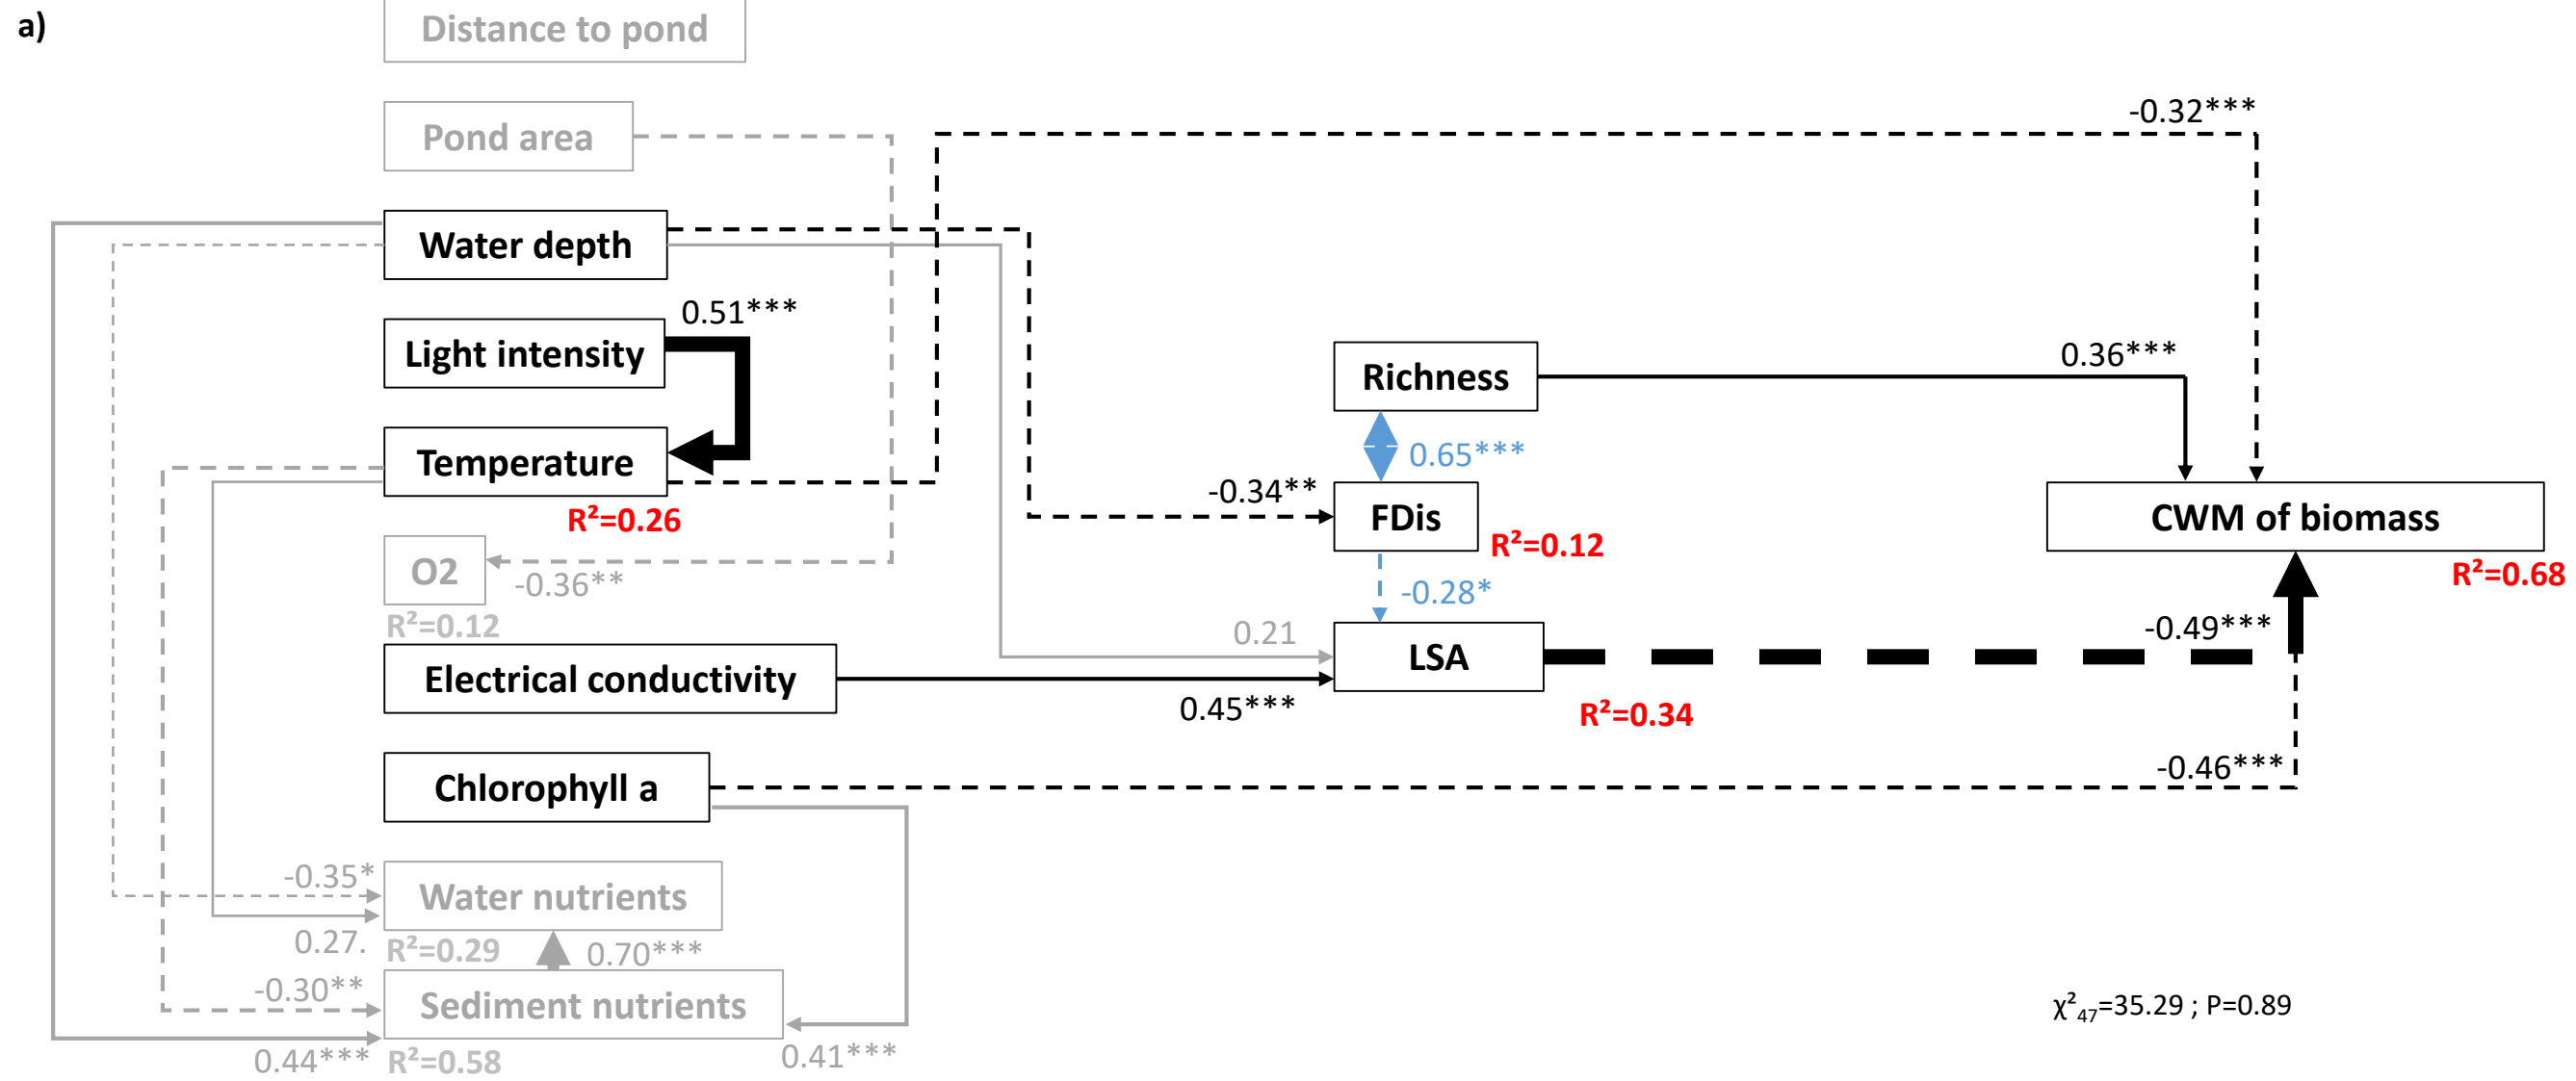 a)
Distance to pond
Pond area
-0.32***
Water depth
0.51***
Light intensity
Richness
0.36***
Temperature
0.65***
R²=0.26
-0.34**
FDis
R²=0.12
CWM of biomass
R²=0.68
O2
-0.36**
R²=0.12
-0.28*
0.21
LSA
-0.49***
Electrical conductivity
0.45***
R²=0.34
Chlorophyll a
-0.46***
-0.35*
Water nutrients
0.27.
R²=0.29
0.70***
-0.30**
Sediment nutrients
χ²₄₇=35.29 ; P=0.89
0.44***
R²=0.58
0.41***